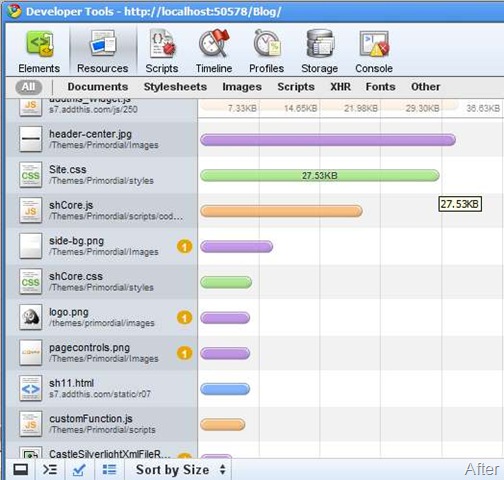 Developer Tools - http://localhost:50578/Blog/
Elements Resources Scripts Timeline Profiles Storage Console
All Documents Stylesheets Images Scripts XHR Fonts Other
addthis_widget.js
s7.addthis.com/js/250
7.33KB 14.65KB 21.98KB 29.30KB 36.63KB
header-center.jpg
/Themes/Primordial/Images
Site.css
/Themes/Primordial/styles
27.53KB
27.53KB
shCore.js
/Themes/Primordial/scripts/cod...
side-bg.png
/Themes/Primordial/Images
1
shCore.css
/Themes/Primordial/styles
logo.png
/themes/primordial/images
1
pagecontrols.png
/Themes/Primordial/Images
1
sh11.html
s7.addthis.com/static/r07
customFunction.js
/Themes/Primordial/scripts
CastleSilverlightXmlFileR...
1
Sort by Size
After